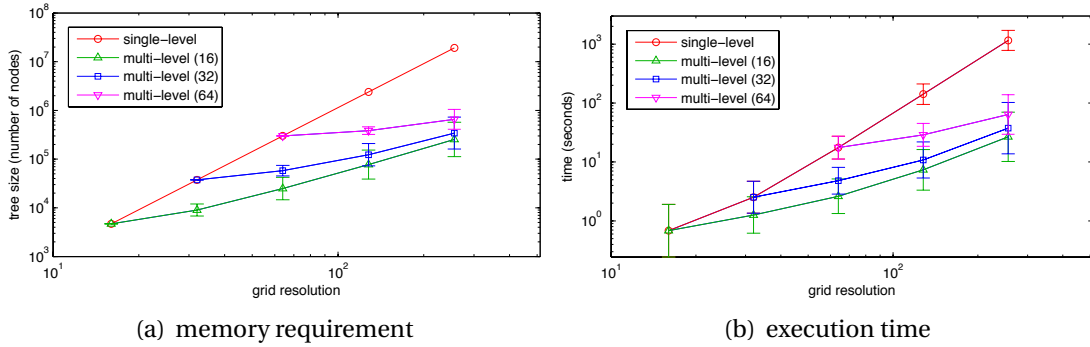 10^8
10^7
10^6
10^5
10^4
10^3
tree size (number of nodes)
single−level
multi−level (16)
multi−level (32)
multi−level (64)
10^1
10^2
grid resolution
(a) memory requirement
10^3
10^2
10^1
10^0
time (seconds)
single−level
multi−level (16)
multi−level (32)
multi−level (64)
10^1
10^2
grid resolution
(b) execution time